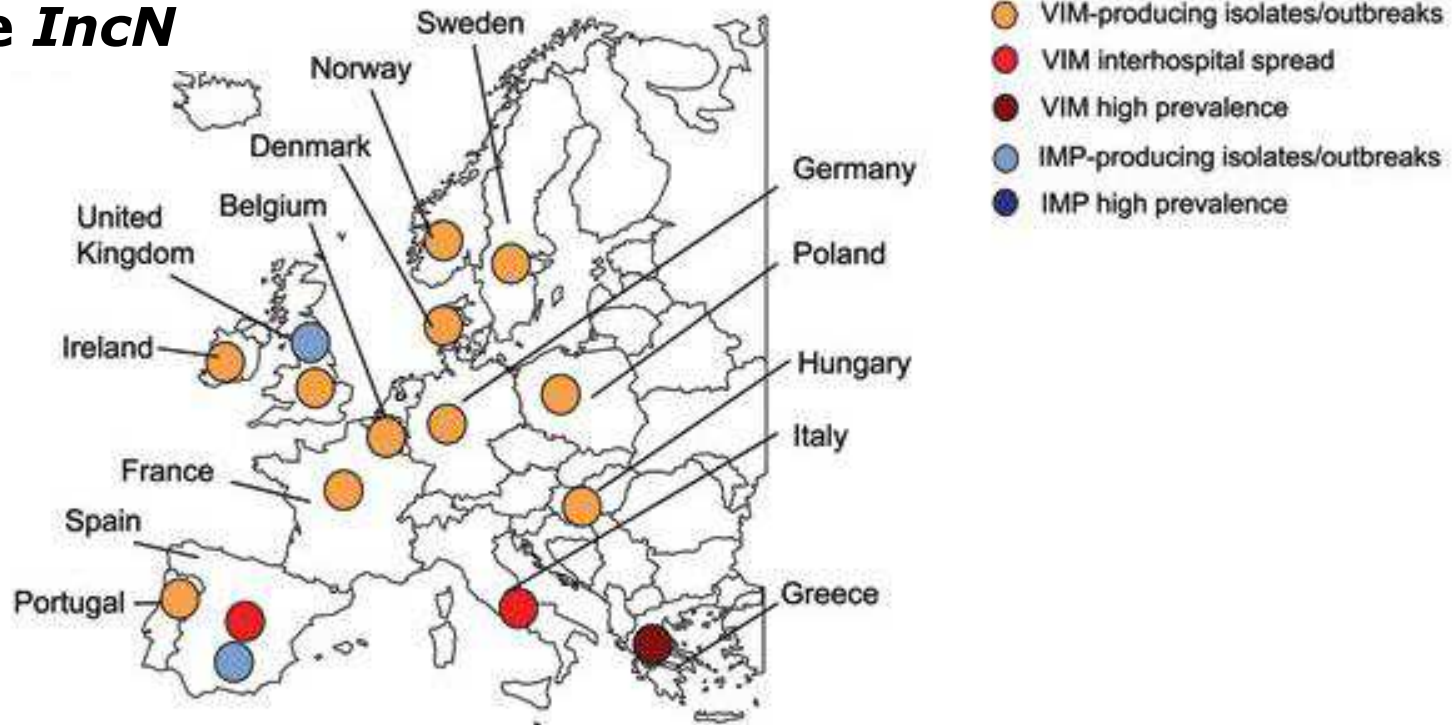 e IncN
Sweden
Norway
Denmark
Belgium
United
Kingdom
Ireland
France
Spain
Portugal
Germany
Poland
Hungary
Italy
Greece
VIM-producing isolates/outbreaks
VIM interhospital spread
VIM high prevalence
IMP-producing isolates/outbreaks
IMP high prevalence